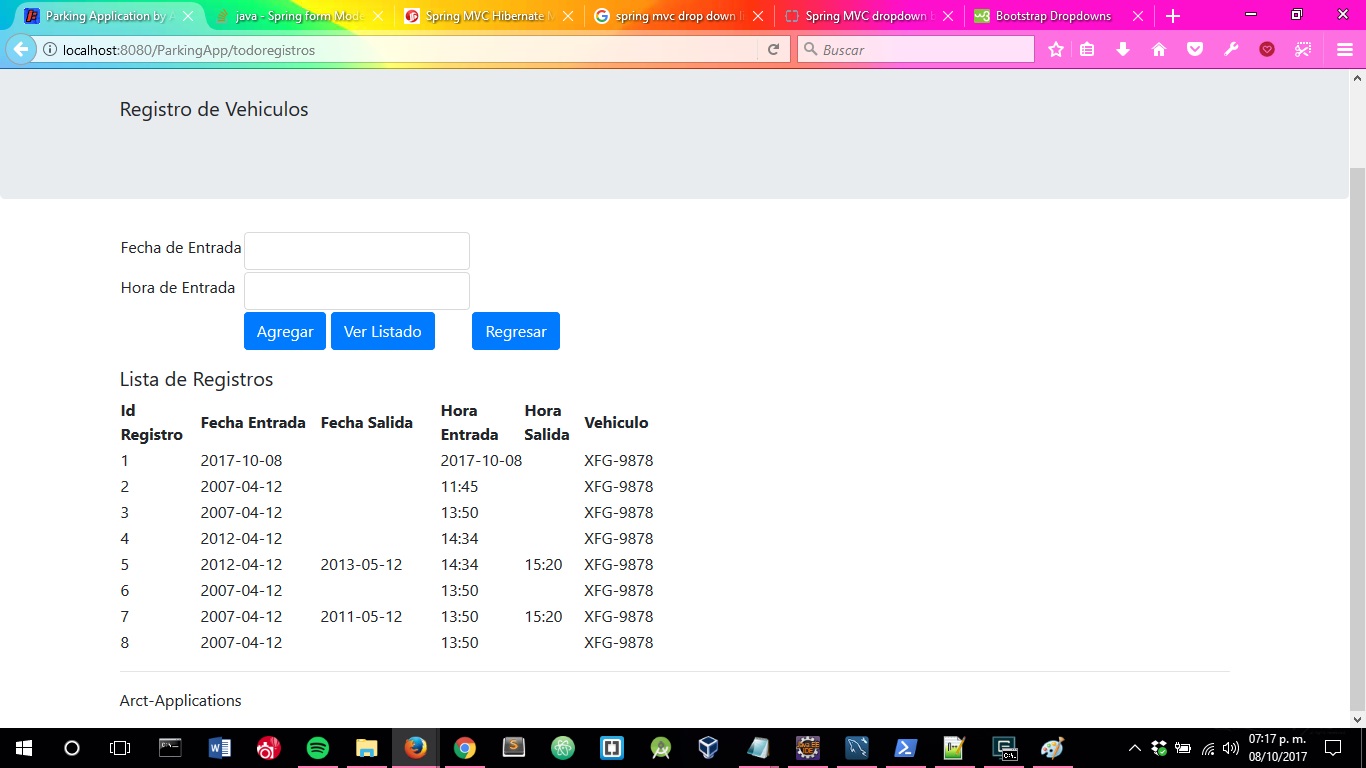 Parking Application by A
java - Spring form Mode
Spring MVC Hibernate M
spring mvc drop down li
Spring MVC dropdown b
Bootstrap Dropdowns
localhost:8080/ParkingApp/todoregistros
Buscar
Registro de Vehiculos
Fecha de Entrada
Hora de Entrada
Agregar Ver Listado Regresar
Lista de Registros
Id Registro Fecha Entrada Fecha Salida Hora Entrada Hora Salida Vehiculo
1 2017-10-08 2017-10-08 XFG-9878
2 2007-04-12 11:45 XFG-9878
3 2007-04-12 13:50 XFG-9878
4 2012-04-12 14:34 XFG-9878
5 2012-04-12 2013-05-12 14:34 15:20 XFG-9878
6 2007-04-12 13:50 XFG-9878
7 2007-04-12 2011-05-12 13:50 15:20 XFG-9878
8 2007-04-12 13:50 XFG-9878
Arct-Applications
07:17 p. m.
08/10/2017